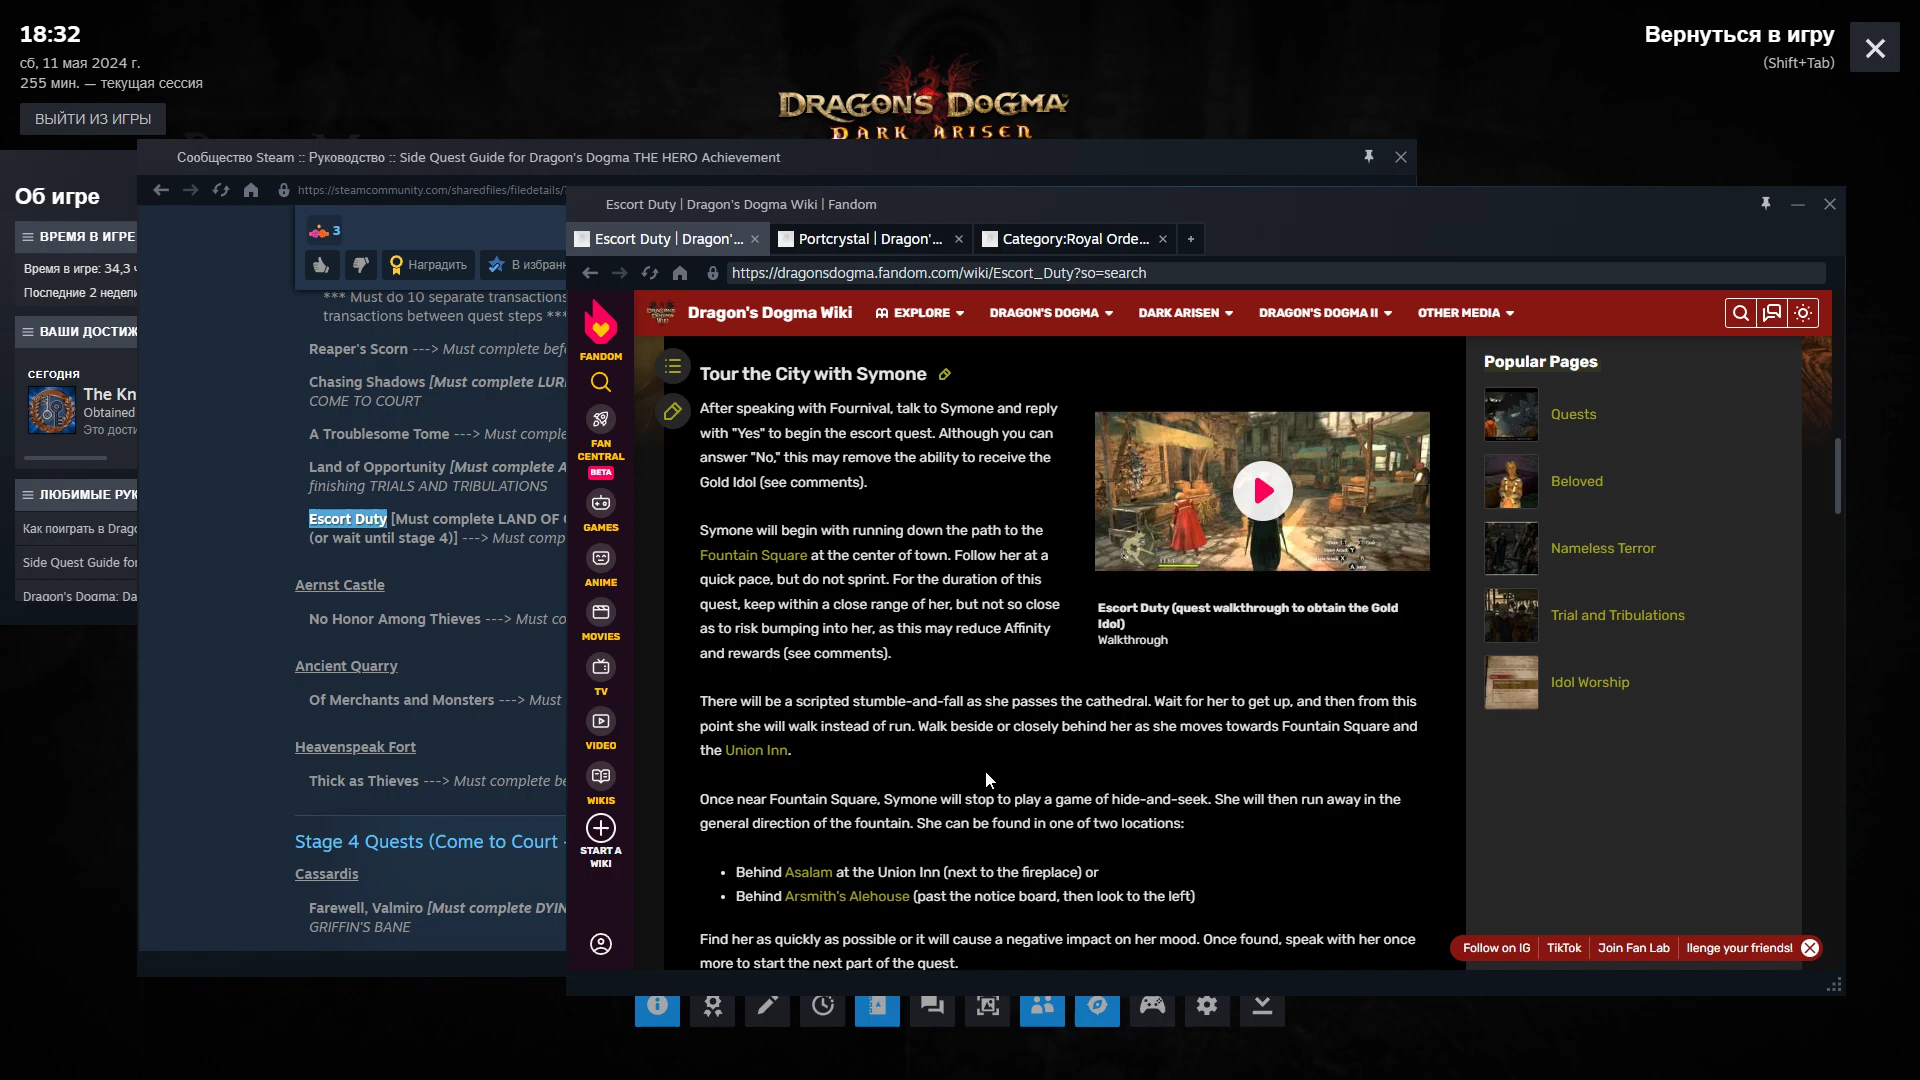 18:32
сб, 11 мая 2024 г.
255 мин. — текущая сессия
ВЫЙТИ ИЗ ИГРЫ
DRAGON'S DOGMA
DARK ARISEN
Вернуться в игру
(Shift+Tab)
Об игре
ВРЕМЯ В ИГРЕ
Время в игре: 34,3 ч
Последние 2 недели
ВАШИ ДОСТИЖ
СЕГОДНЯ
The Kn
Obtained
Это дости
ЛЮБИМЫЕ РУК
Как поиграть в Drago
Side Quest Guide for
Dragon's Dogma: Da
Сообщество Steam :: Руководство :: Side Quest Guide for Dragon's Dogma THE HERO Achievement
https://steamcommunity.com/sharedfiles/filedetails/?
3
Наградить
В избранн
*** Must do 10 separate transactions
transactions between quest steps ***
Reaper's Scorn ---> Must complete befo
Chasing Shadows [Must complete LURE
COME TO COURT
A Troublesome Tome ---> Must comple
Land of Opportunity [Must complete A
finishing TRIALS AND TRIBULATIONS
Escort Duty [Must complete LAND OF O
(or wait until stage 4)] ---> Must comp
Aernst Castle
No Honor Among Thieves ---> Must co
Ancient Quarry
Of Merchants and Monsters ---> Must
Heavenspeak Fort
Thick as Thieves ---> Must complete be
Stage 4 Quests (Come to Court -
Cassardis
Farewell, Valmiro [Must complete DYIN
GRIFFIN'S BANE
Escort Duty | Dragon's Dogma Wiki | Fandom
Escort Duty | Dragon'...
Portcrystal | Dragon'...
Category:Royal Orde...
https://dragonsdogma.fandom.com/wiki/Escort_Duty?so=search
FANDOM
FAN
CENTRAL
BETA
GAMES
ANIME
MOVIES
TV
VIDEO
WIKIS
START A
WIKI
Dragon's Dogma Wiki
EXPLORE
DRAGON'S DOGMA
DARK ARISEN
DRAGON'S DOGMA II
OTHER MEDIA
Tour the City with Symone
After speaking with Fournival, talk to Symone and reply
with "Yes" to begin the escort quest. Although you can
answer "No," this may remove the ability to receive the
Gold Idol (see comments).
Symone will begin with running down the path to the
Fountain Square at the center of town. Follow her at a
quick pace, but do not sprint. For the duration of this
quest, keep within a close range of her, but not so close
as to risk bumping into her, as this may reduce Affinity
and rewards (see comments).
Escort Duty (quest walkthrough to obtain the Gold
Idol)
Walkthrough
There will be a scripted stumble-and-fall as she passes the cathedral. Wait for her to get up, and then from this
point she will walk instead of run. Walk beside or closely behind her as she moves towards Fountain Square and
the Union Inn.
Once near Fountain Square, Symone will stop to play a game of hide-and-seek. She will then run away in the
general direction of the fountain. She can be found in one of two locations:
• Behind Asalam at the Union Inn (next to the fireplace) or
• Behind Arsmith's Alehouse (past the notice board, then look to the left)
Find her as quickly as possible or it will cause a negative impact on her mood. Once found, speak with her once
more to start the next part of the quest.
Popular Pages
Quests
Beloved
Nameless Terror
Trial and Tribulations
Idol Worship
Follow on IG
TikTok
Join Fan Lab
llenge your friends!